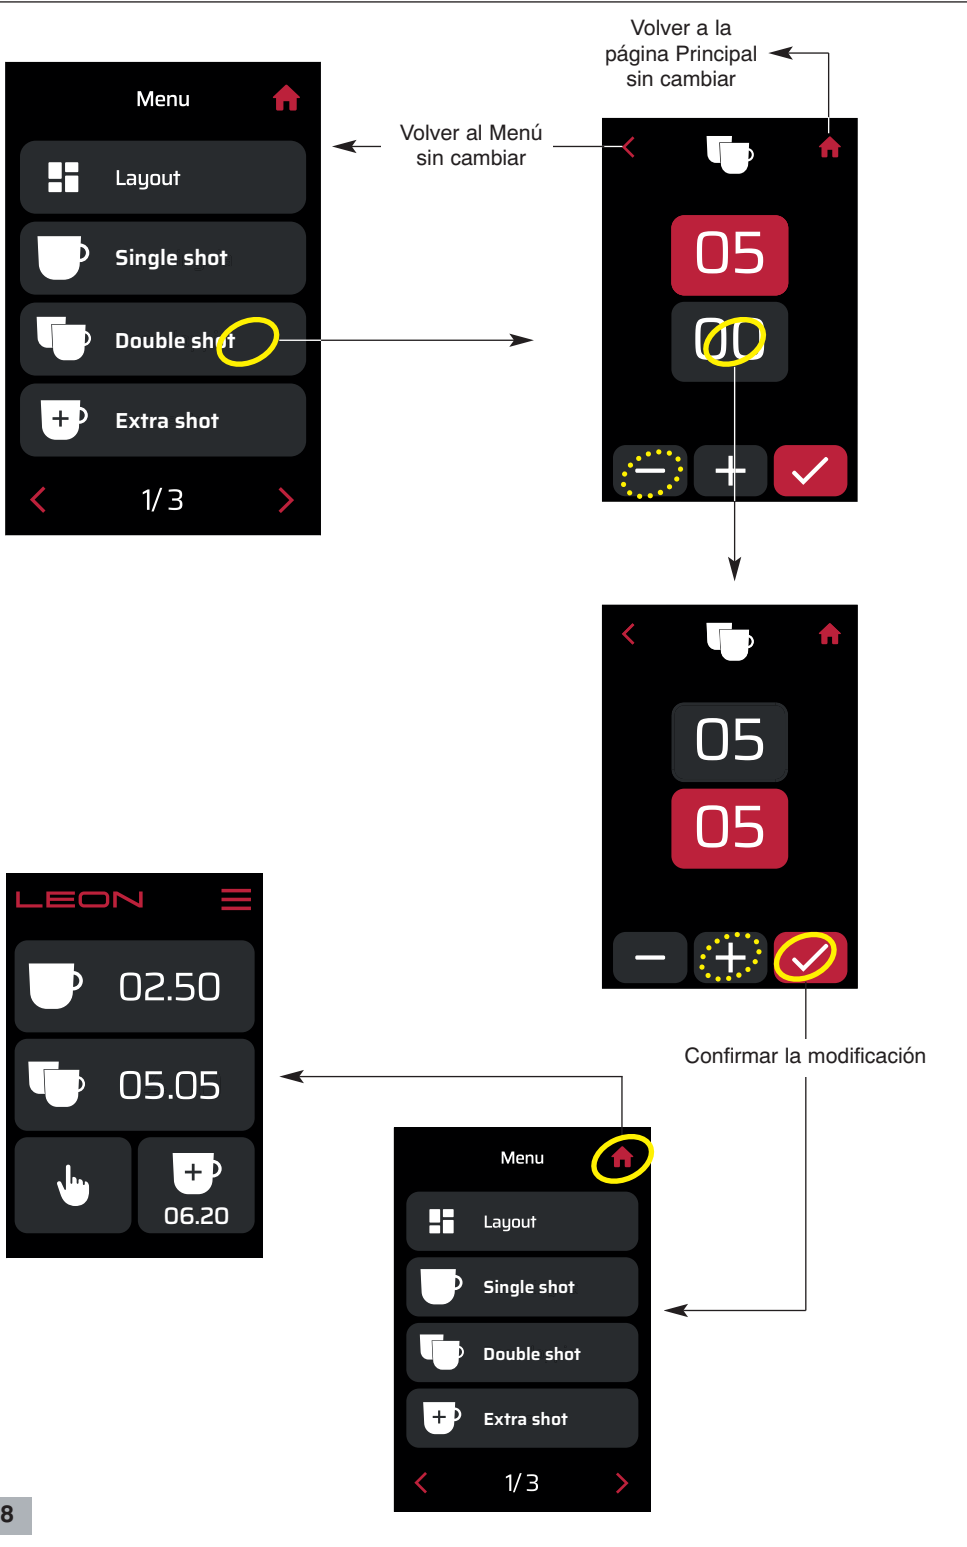 Volver a la
página Principal
sin cambiar
Volver al Menú
sin cambiar
Menu
Layout
Single shot
Double shot
Extra shot
1/3
05
00
05
05
Confirmar la modificación
LEON
02.50
05.05
06.20
Menu
Layout
Single shot
Double shot
Extra shot
1/3
8